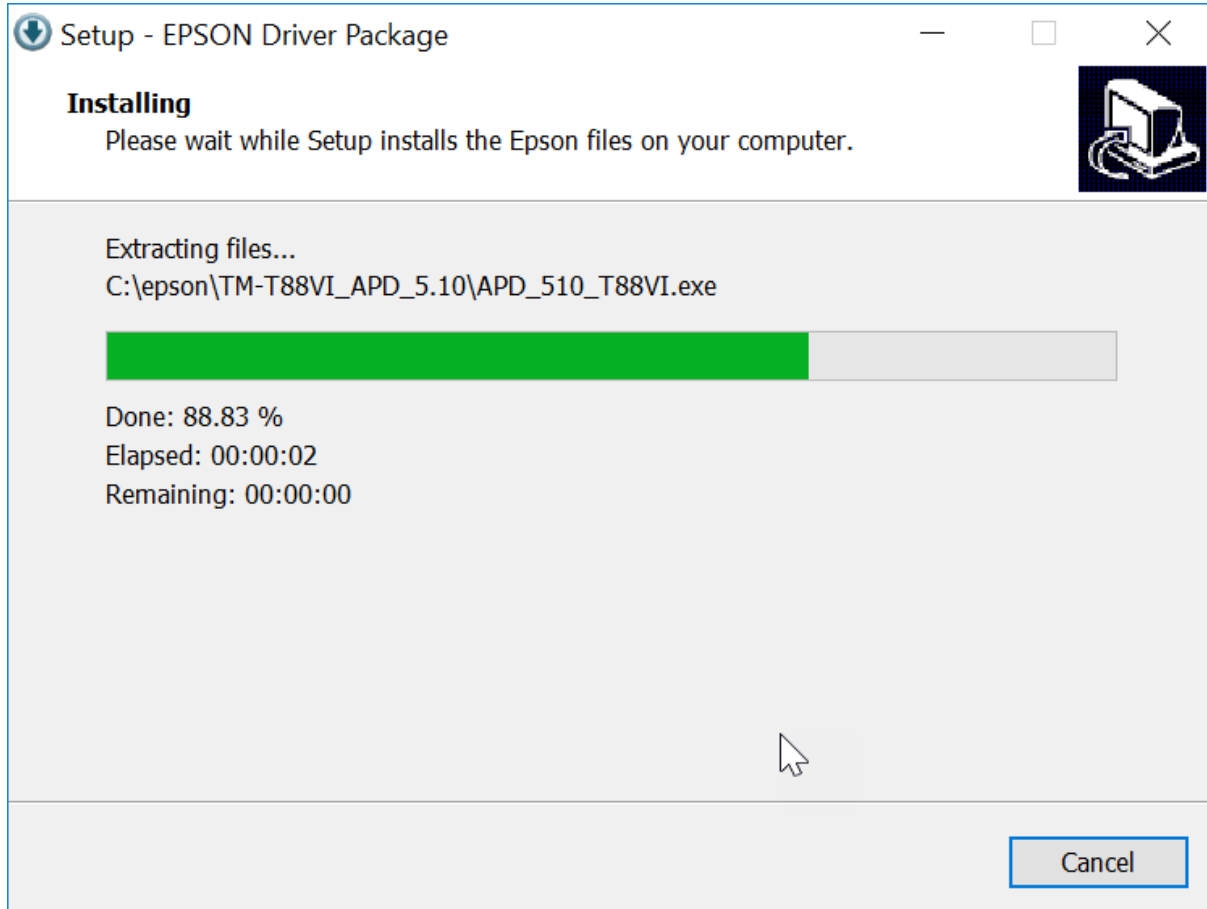 Setup - EPSON Driver Package
Installing
Please wait while Setup installs the Epson files on your computer.
Extracting files...
C:\epson\TM-T88VI_APD_5.10\APD_510_T88VI.exe
Done: 88.83 %
Elapsed: 00:00:02
Remaining: 00:00:00
Cancel